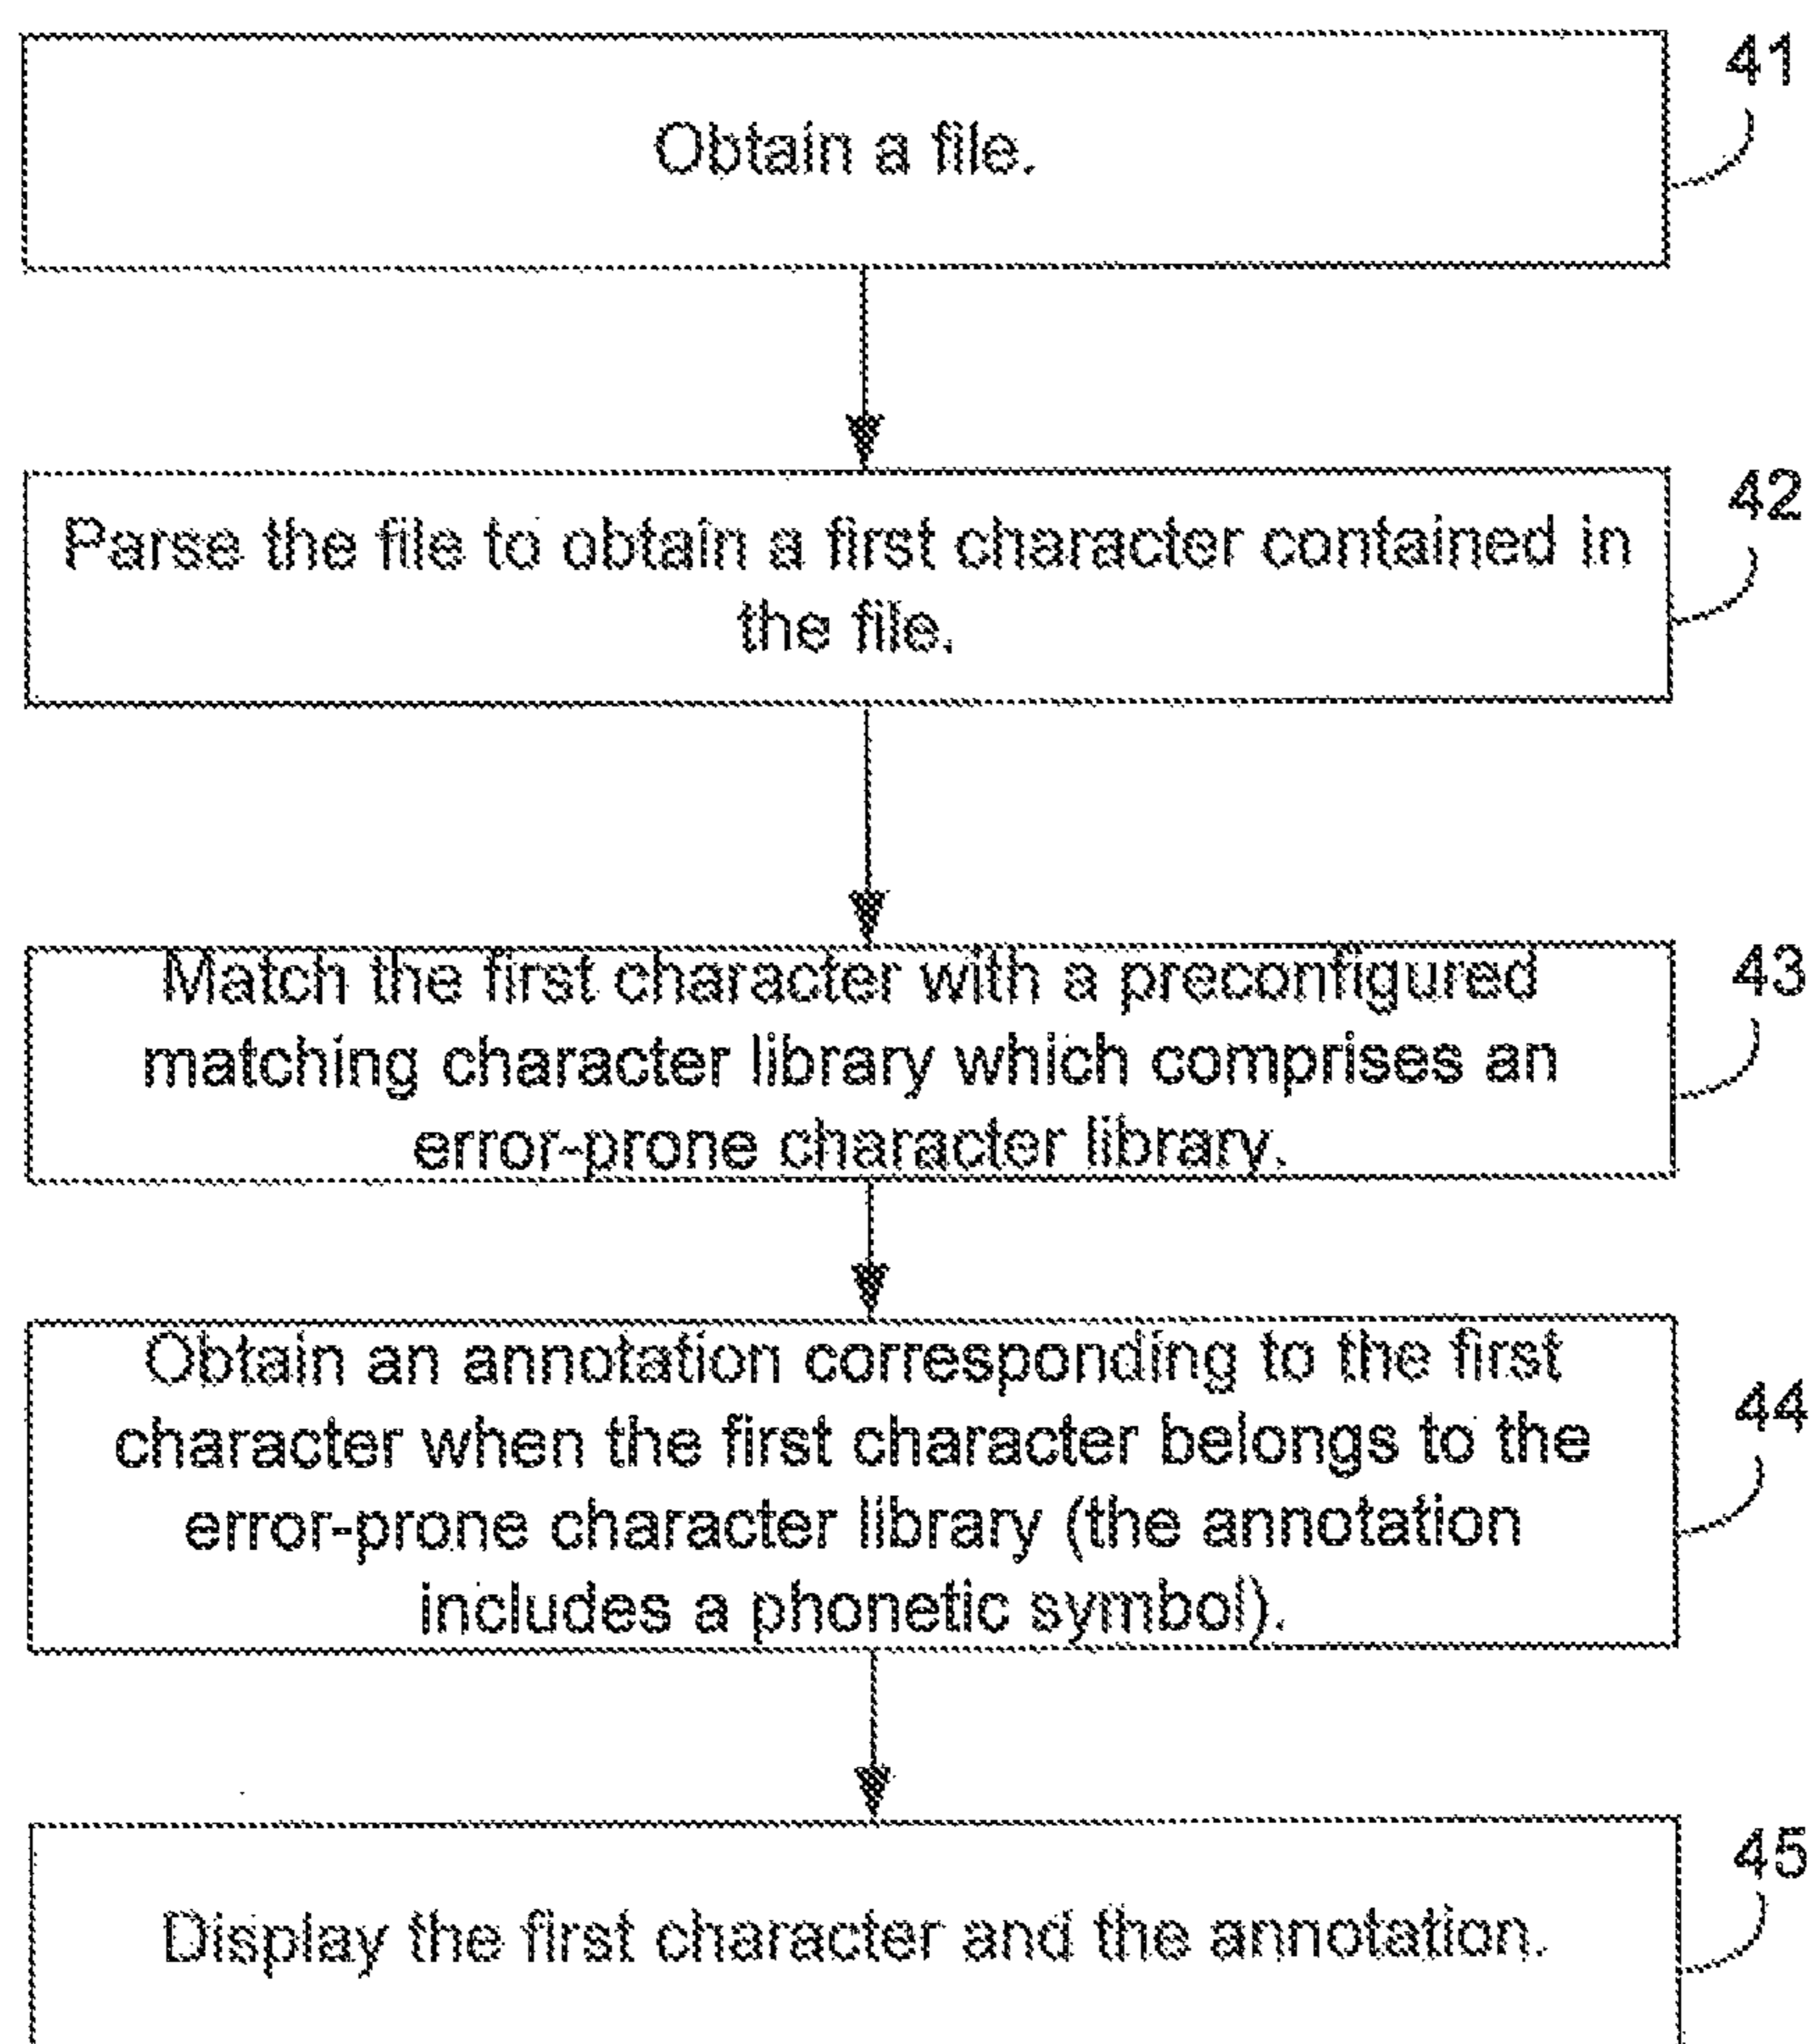 41
Obtain a file.
42
Parse the file to obtain a first character contained in
the file.
43
Match the first character with a preconfigured
matching character library which comprises an
error-prone character library.
Obtain an annotation corresponding to the first
44
character when the first character belongs to the
error-prone character library (the annotation
includes a phonetic symbol).
45
Display the first character and the annotation.